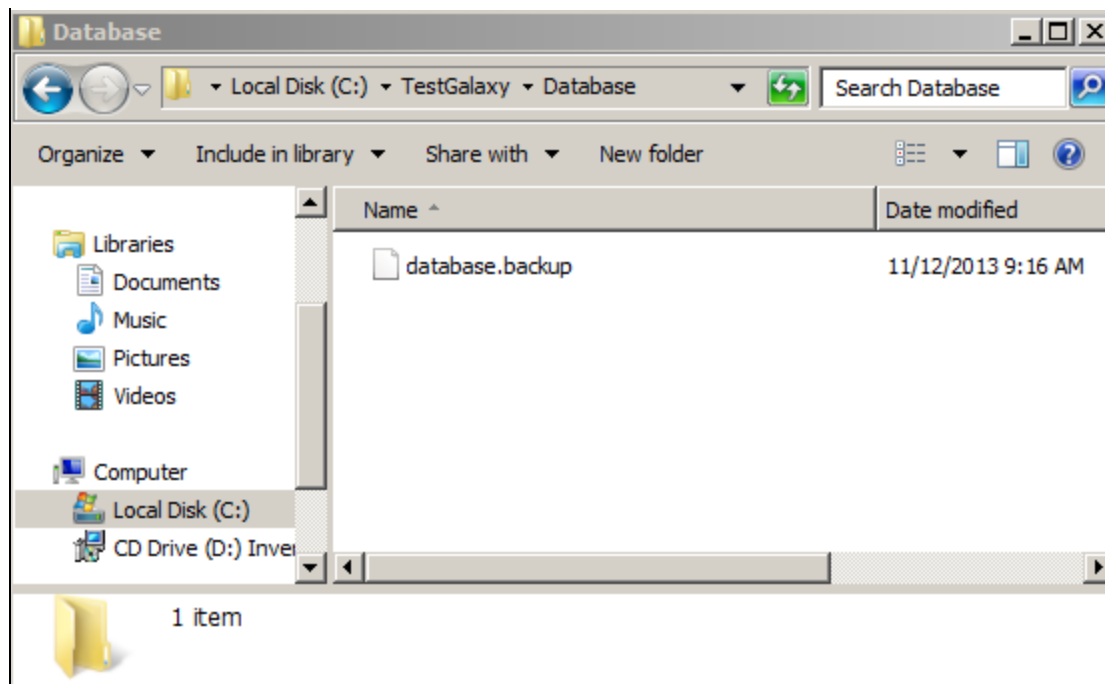 Database
Local Disk (C:) TestGalaxy Database Search Database
Organize Include in library Share with New folder
Name Date modified
Libraries
Documents
Music
Pictures
Videos
Computer
Local Disk (C:)
CD Drive (D:) Inver
database.backup 11/12/2013 9:16 AM
1 item